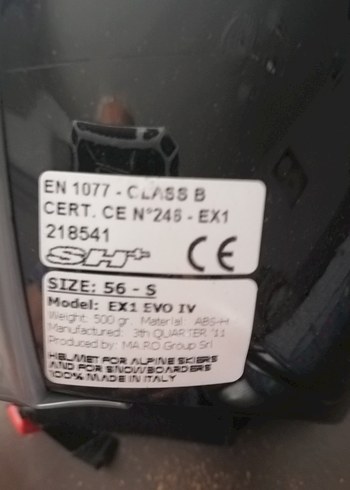 EN 1077 - CLASS B
CERT. CE N°246 - EX1
218541
SH+ CE
SIZE: 56 - S
Model: EX1 EVO IV
Weight: 500 gr. Material ABS-H
Manufactured: 3th QUARTER '11
Produced by: MA.RO Group Srl
HELMET FOR ALPINE SKIERS
AND FOR SNOWBOARDERS
100% MADE IN ITALY